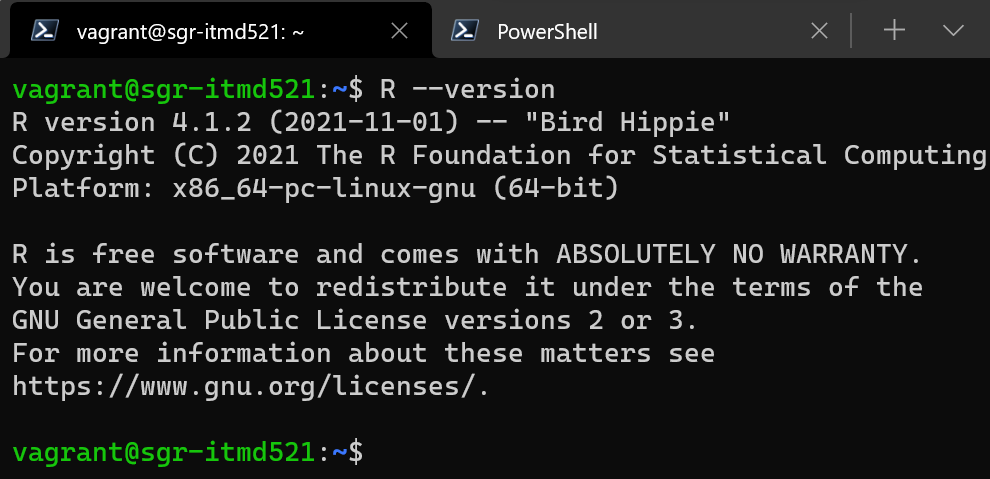 vagrant@sgr-itmd521: ~
PowerShell
vagrant@sgr-itmd521:~$ R --version
R version 4.1.2 (2021-11-01) -- "Bird Hippie"
Copyright (C) 2021 The R Foundation for Statistical Computing
Platform: x86_64-pc-linux-gnu (64-bit)
R is free software and comes with ABSOLUTELY NO WARRANTY.
You are welcome to redistribute it under the terms of the
GNU General Public License versions 2 or 3.
For more information about these matters see
https://www.gnu.org/licenses/.
vagrant@sgr-itmd521:~$